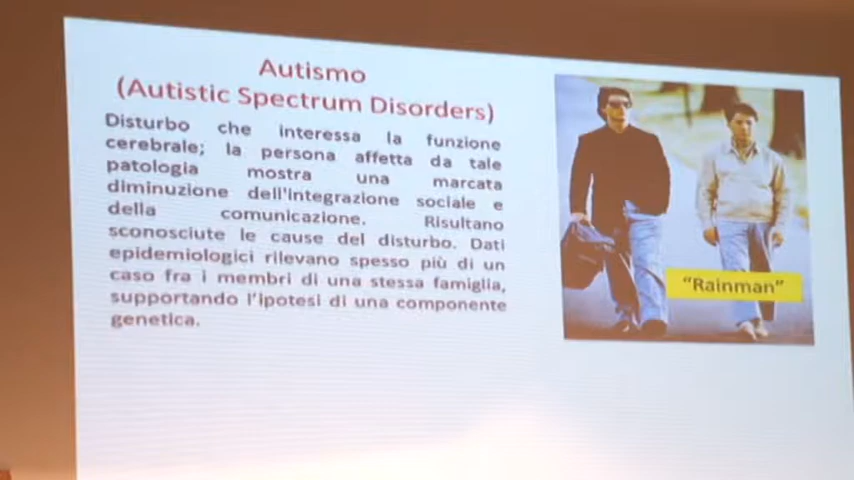 Autismo
(Autistic Spectrum Disorders)
Disturbo che interessa la funzione
cerebrale; la persona affetta da tale
patologia mostra una marcata
diminuzione dell'integrazione sociale e
della comunicazione. Risultano
sconosciute le cause del disturbo. Dati
epidemiologici rilevano spesso più di un
caso fra i membri di una stessa famiglia,
supportando l'ipotesi di una componente
genetica.
"Rainman"